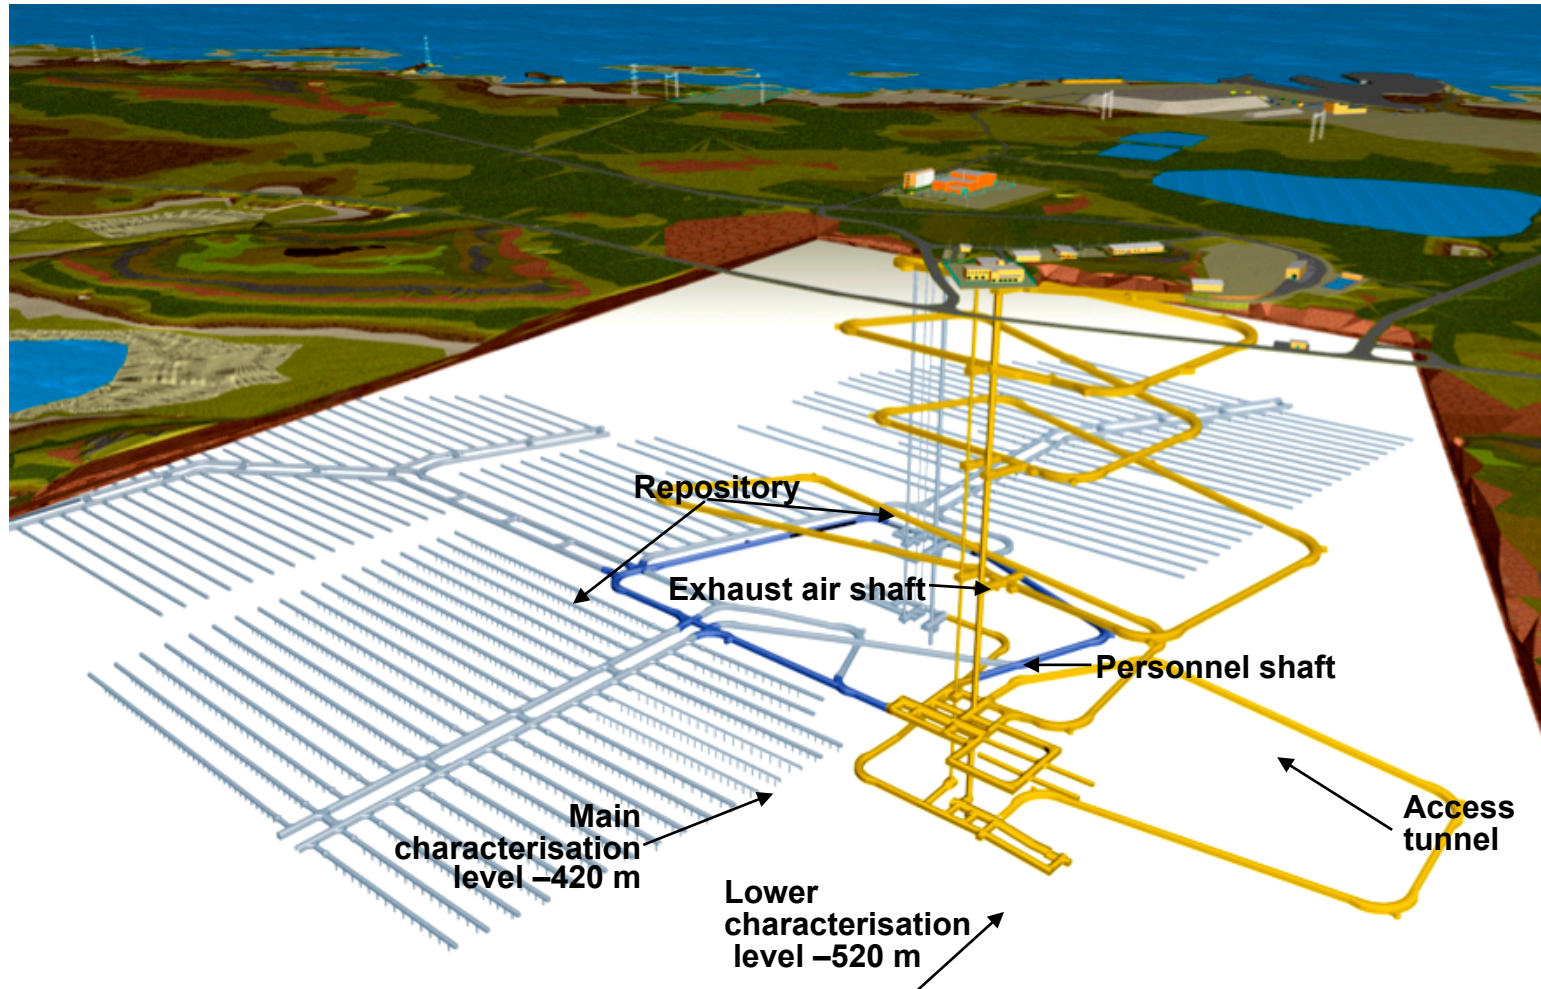 Repository
Exhaust air shaft
Personnel shaft
Main
characterisation
level –420 m
Access
tunnel
Lower
characterisation
level –520 m